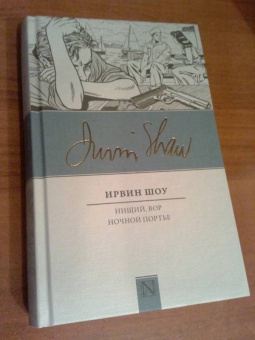 Irwin Shaw
ИРВИН ШОУ
НИЩИЙ, ВОР
НОЧНОЙ ПОРТЬЕ
N